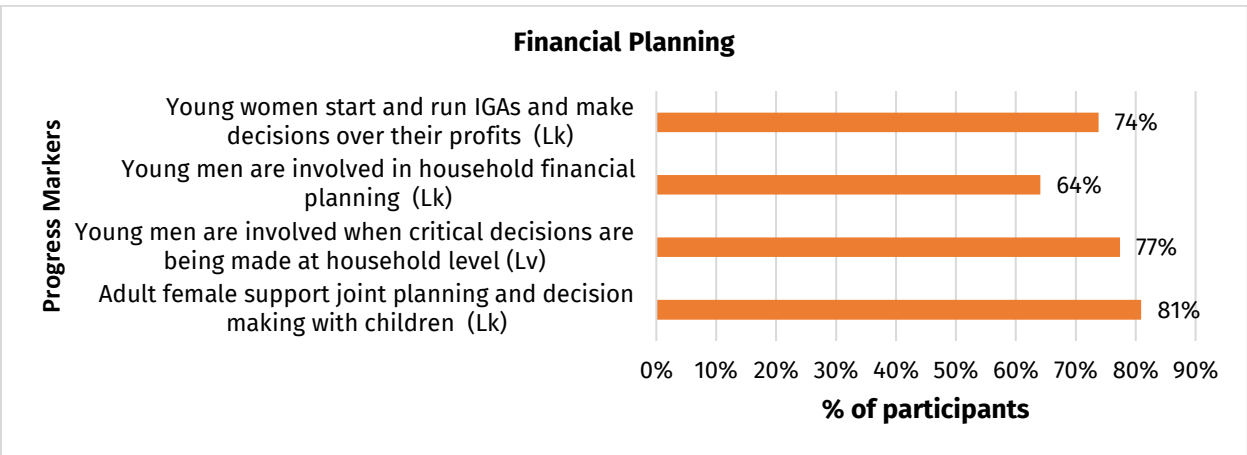 Financial Planning
Progress Markers
Young women start and run IGAs and make
decisions over their profits  (Lk)
74%
Young men are involved in household financial
planning  (Lk)
64%
Young men are involved when critical decisions are
being made at household level (Lv)
77%
Adult female support joint planning and decision
making with children  (Lk)
81%
0% 10% 20% 30% 40% 50% 60% 70% 80% 90%
% of participants